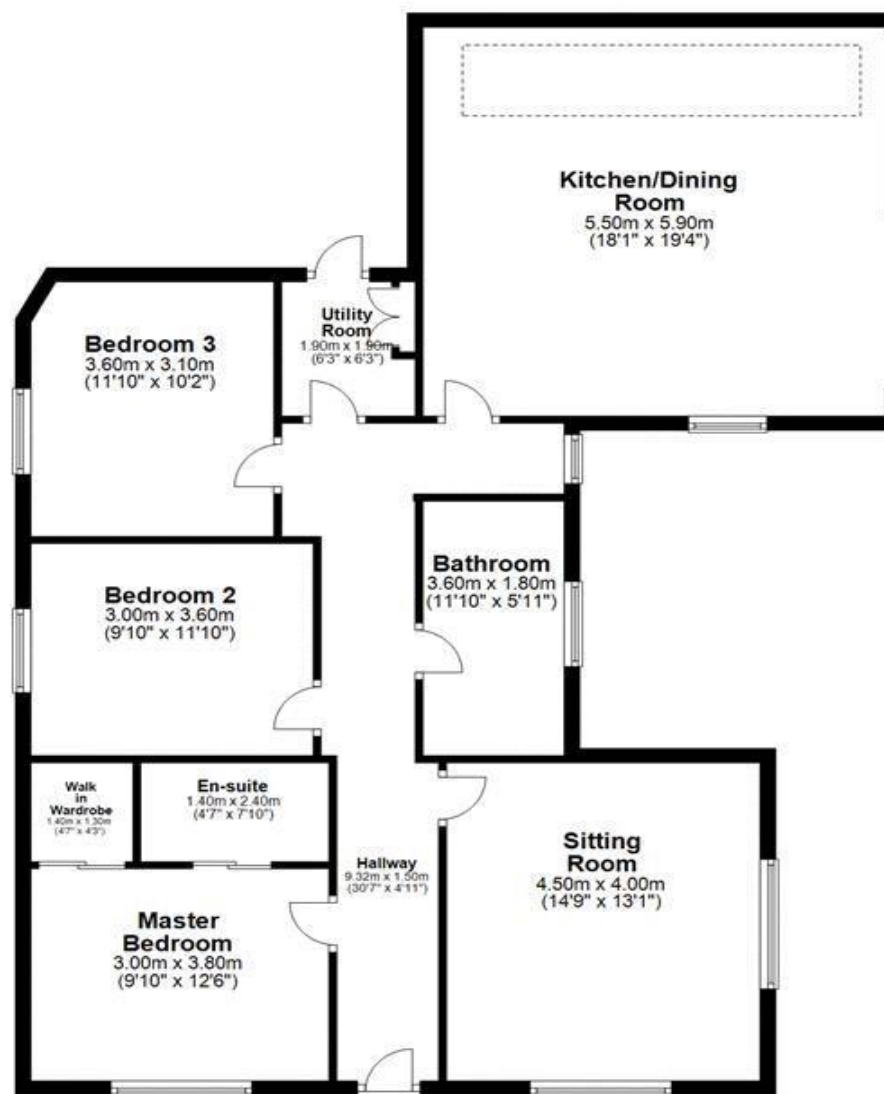 Kitchen/Dining
Room
5.50m x 5.90m
(18'1" x 19'4")
Utility
Room
1.90m x 1.90m
(6'3" x 6'3")
Bedroom 3
3.60m x 3.10m
(11'10" x 10'2")
Bathroom
3.60m x 1.80m
(11'10" x 5'11")
Bedroom 2
3.00m x 3.60m
(9'10" x 11'10")
Walk
in
Wardrobe
1.40m x 1.30m
(4'7" x 4'3")
En-suite
1.40m x 2.40m
(4'7" x 7'10")
Hallway
9.32m x 1.50m
(30'7" x 4'11")
Sitting
Room
4.50m x 4.00m
(14'9" x 13'1")
Master
Bedroom
3.00m x 3.80m
(9'10" x 12'6")